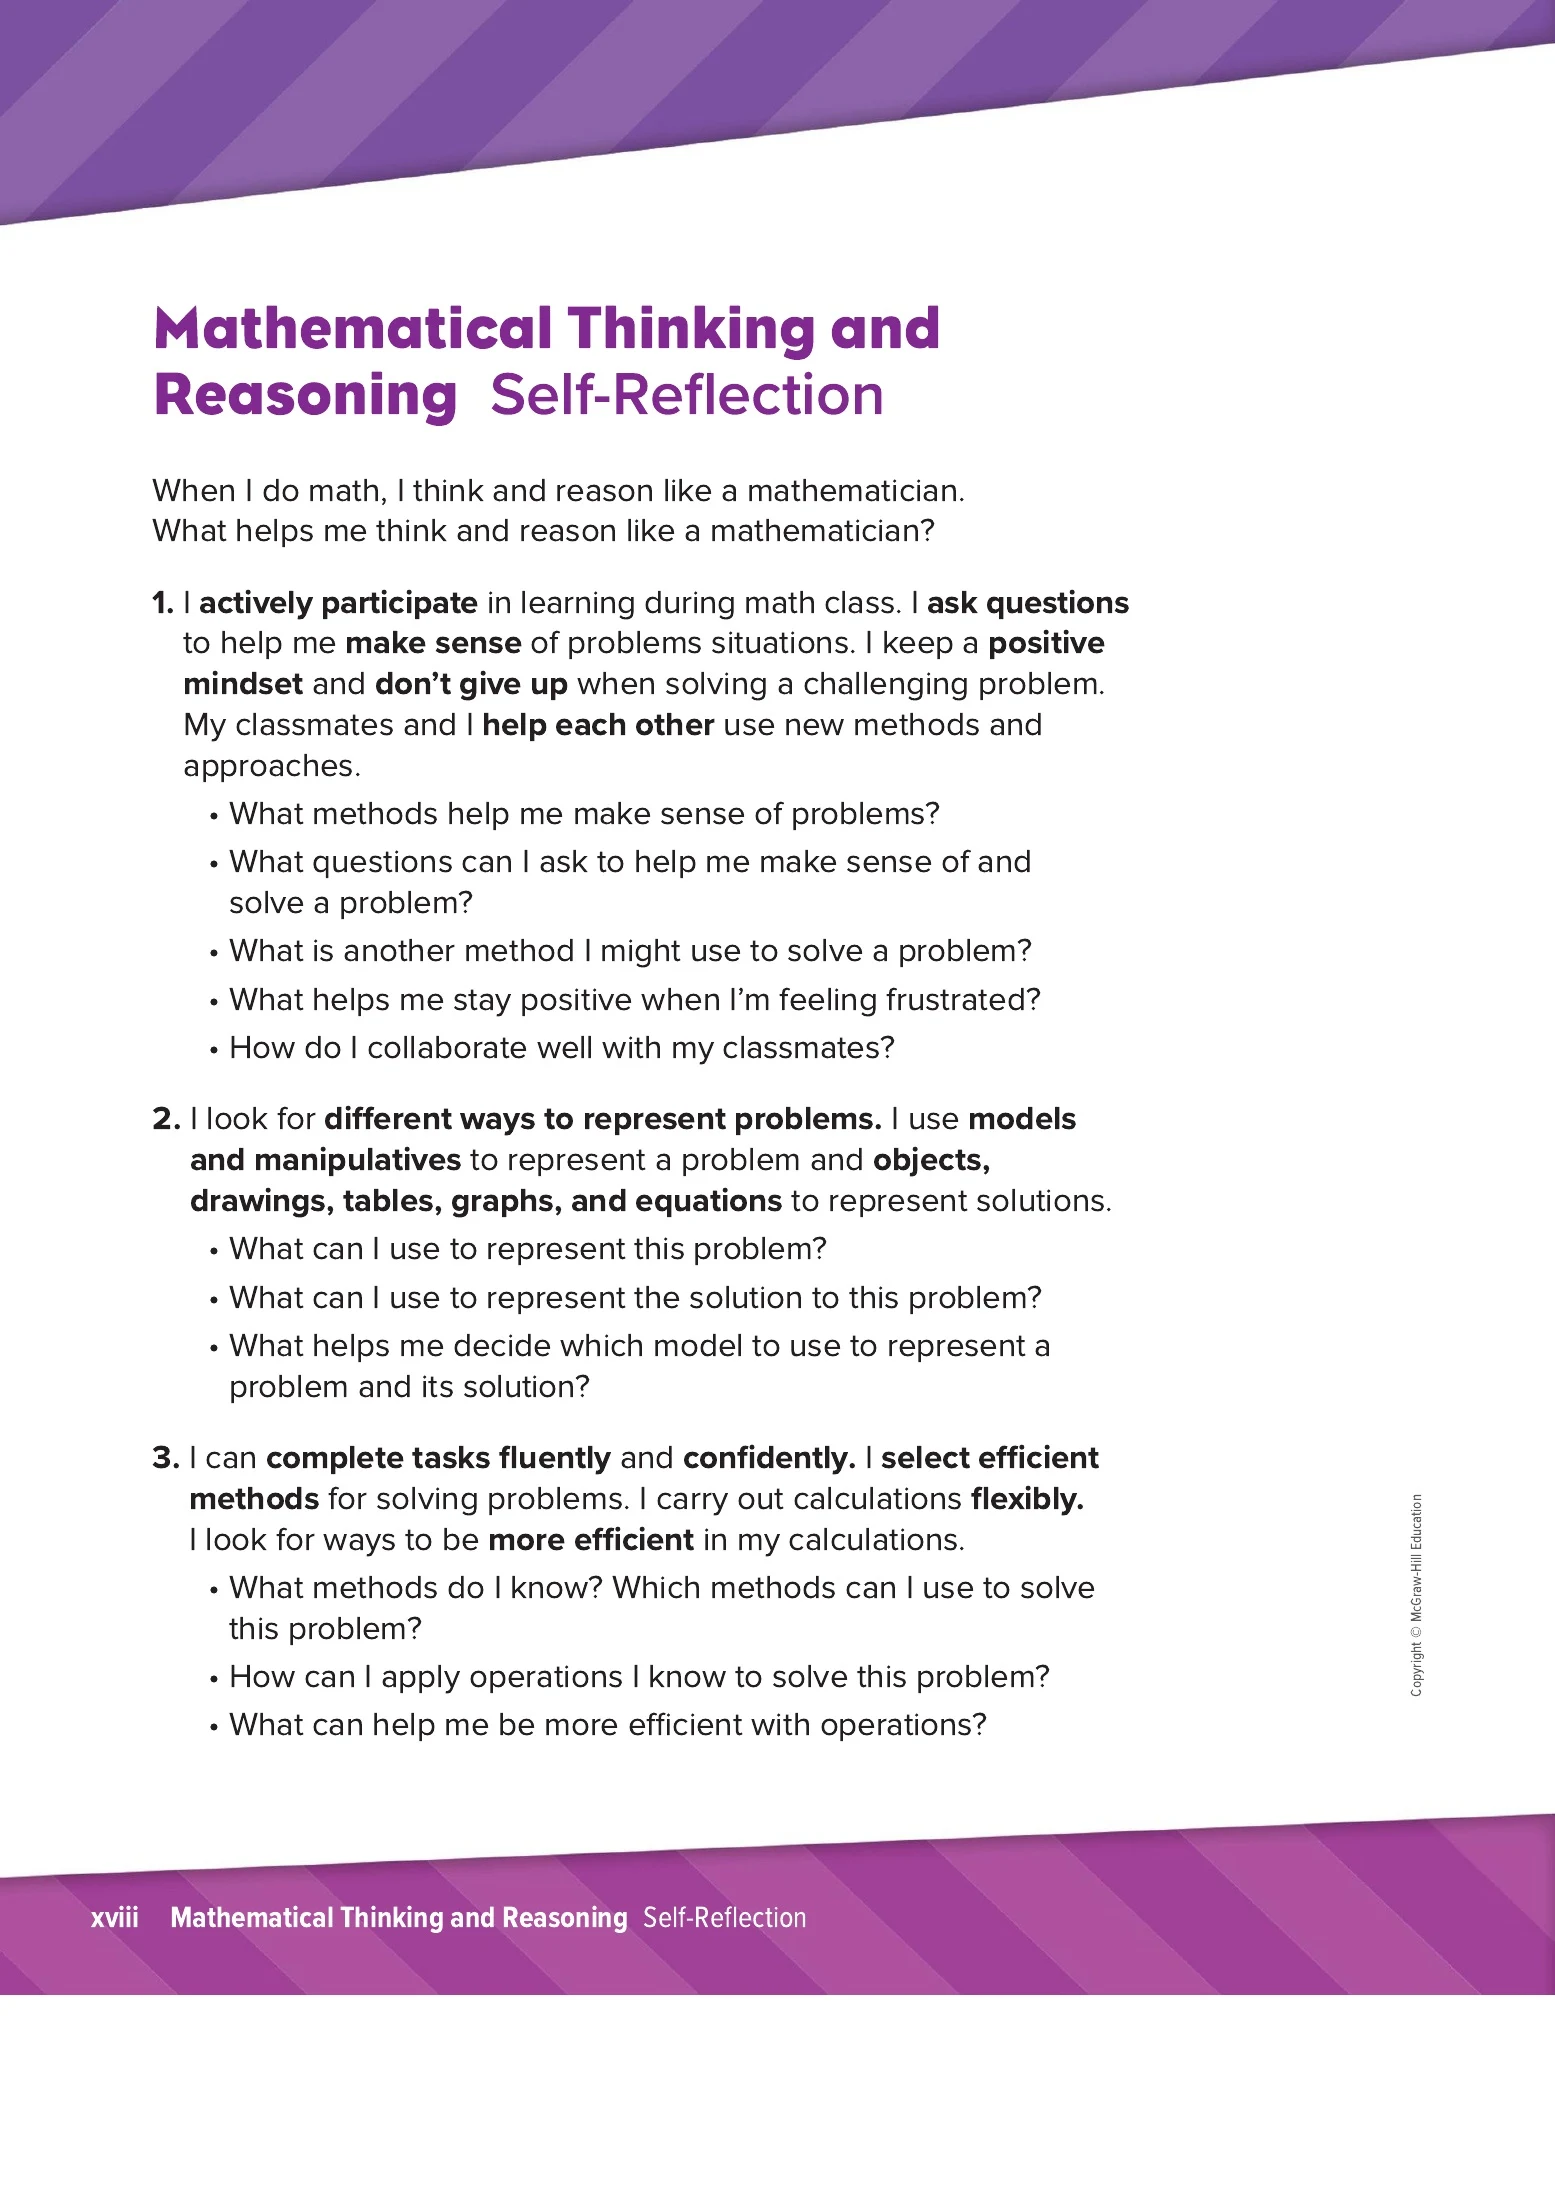 Mathematical Thinking and
Reasoning Self-Reflection
When I do math, I think and reason like a mathematician.
What helps me think and reason like a mathematician?
1. I actively participate in learning during math class. I ask questions
to help me make sense of problems situations. I keep a positive
mindset and don’t give up when solving a challenging problem.
My classmates and I help each other use new methods and
approaches.
• What methods help me make sense of problems?
• What questions can I ask to help me make sense of and
solve a problem?
• What is another method I might use to solve a problem?
• What helps me stay positive when I’m feeling frustrated?
• How do I collaborate well with my classmates?
2. I look for different ways to represent problems. I use models
and manipulatives to represent a problem and objects,
drawings, tables, graphs, and equations to represent solutions.
• What can I use to represent this problem?
• What can I use to represent the solution to this problem?
• What helps me decide which model to use to represent a
problem and its solution?
3. I can complete tasks fluently and confidently. I select efficient
methods for solving problems. I carry out calculations flexibly.
I look for ways to be more efficient in my calculations.
• What methods do I know? Which methods can I use to solve
this problem?
• How can I apply operations I know to solve this problem?
• What can help me be more efficient with operations?
Copyright © McGraw-Hill Education
xviii Mathematical Thinking and Reasoning Self-Reflection